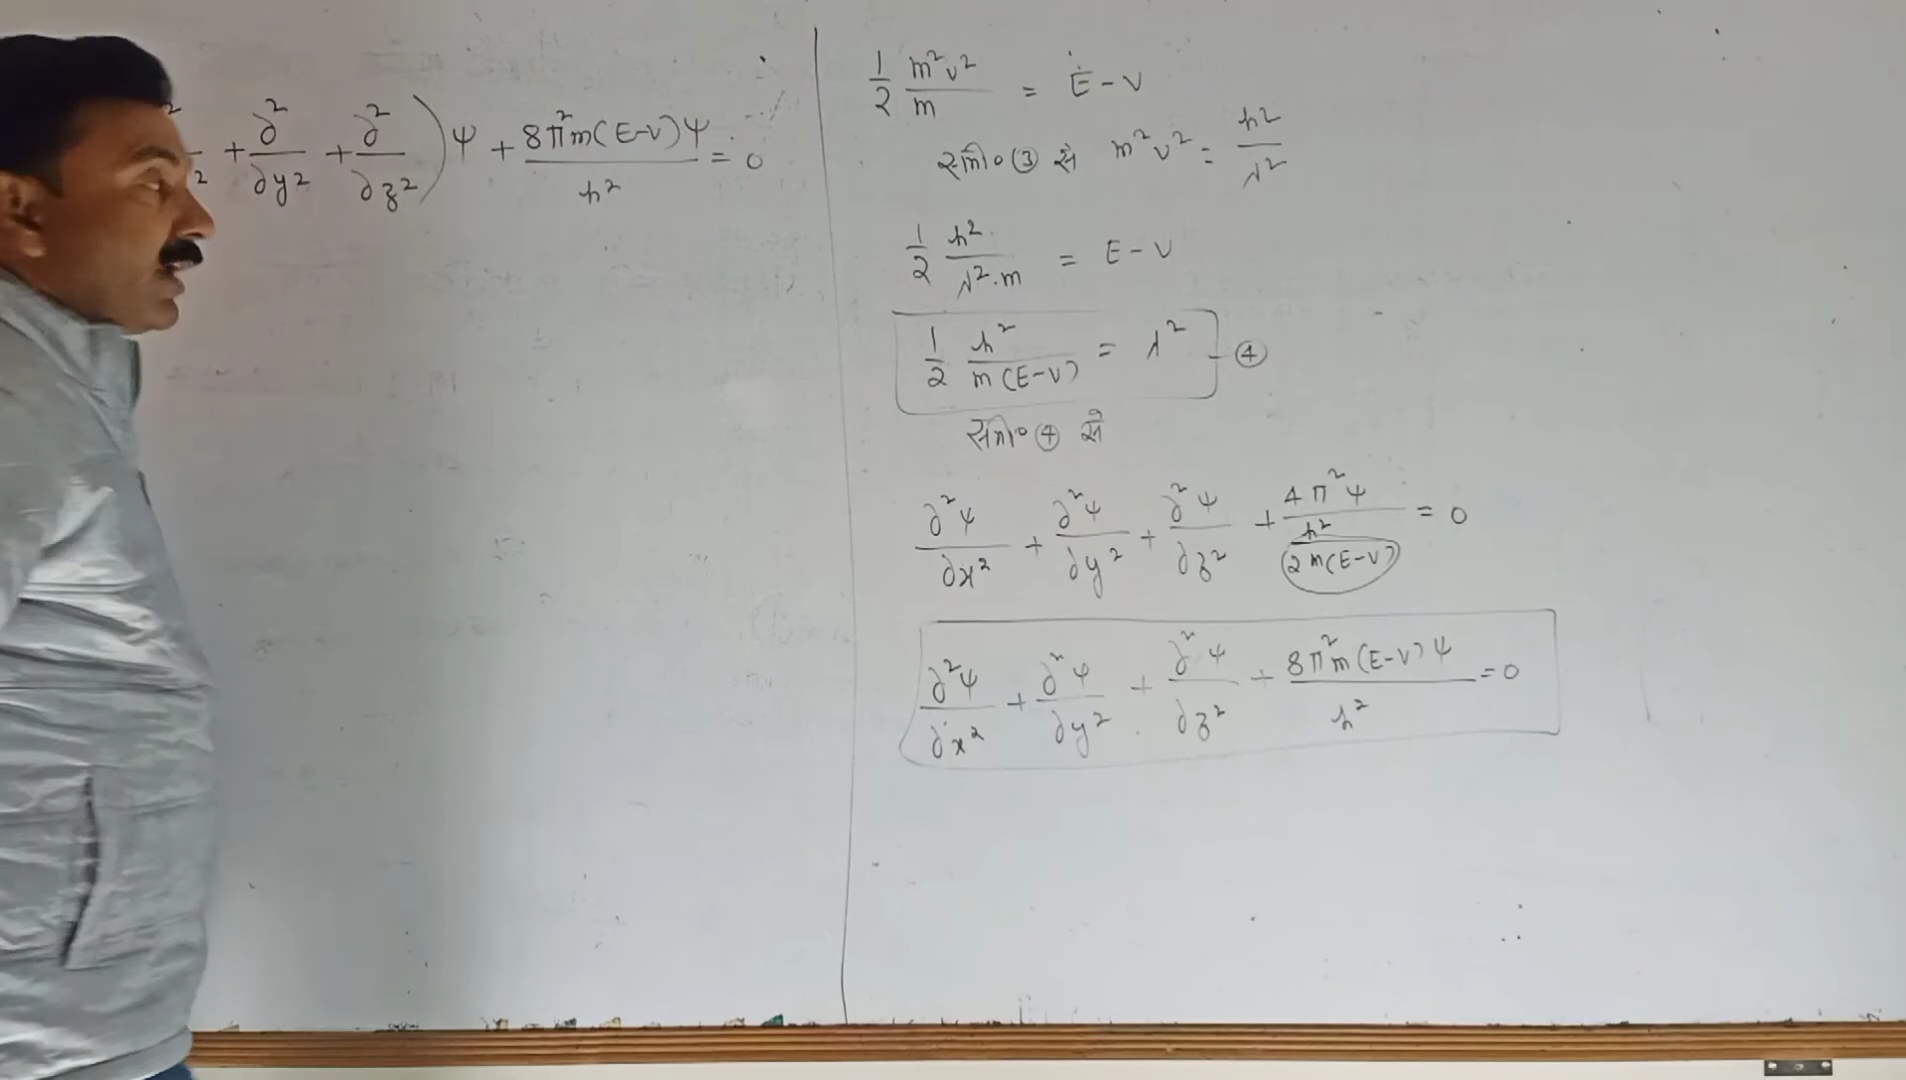 + ∂²/∂y² + ∂²/∂z² ) ψ + 8π²m(E-V)ψ / h² = 0
1/2 m²v²/m = E - V
समी० ③ से m²v² = h²/λ²
1/2 h²/λ².m = E - V
1/2 h²/m(E-V) = λ² - ④
समी० ④ से
∂²ψ/∂x² + ∂²ψ/∂y² + ∂²ψ/∂z² + 4π²ψ / h²/2m(E-V) = 0
∂²ψ/∂x² + ∂²ψ/∂y² + ∂²ψ/∂z² + 8π²m(E-V)ψ / h² = 0